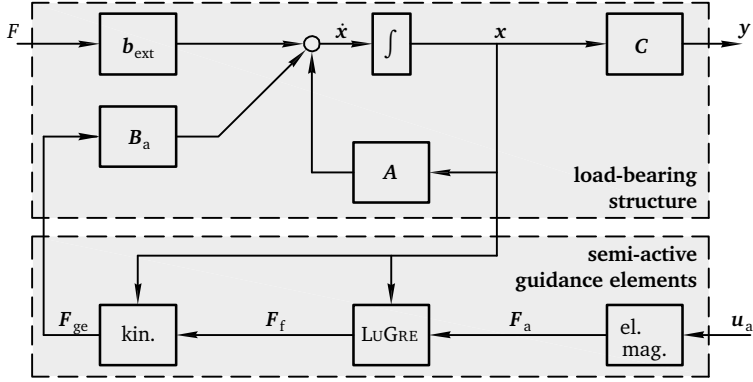 F
b_ext
ẋ
∫
x
C
y
B_a
A
load-bearing
structure
semi-active
guidance elements
F_ge
kin.
F_f
LUGRE
F_a
el.
mag.
u_a